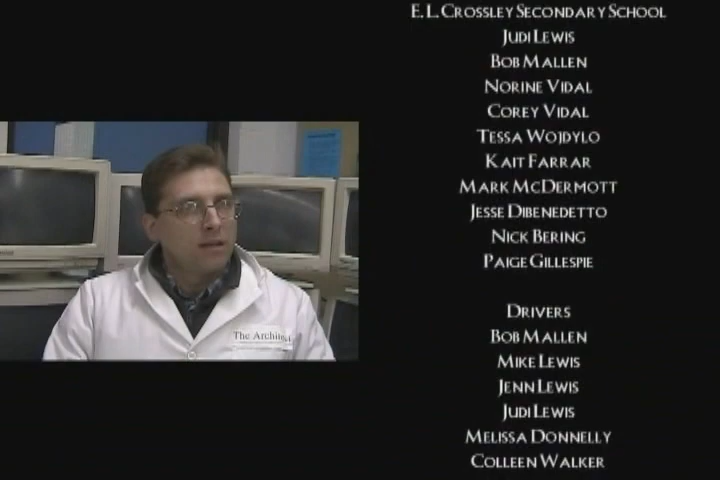 E. L. Crossley Secondary School
Judi Lewis
Bob Mallen
Norine Vidal
Corey Vidal
Tessa Wojdylo
Kait Farrar
Mark McDermott
Jesse Dibenedetto
Nick Bering
Paige Gillespie
Drivers
Bob Mallen
Mike Lewis
Jenn Lewis
Judi Lewis
Melissa Donnelly
Colleen Walker
The Architect